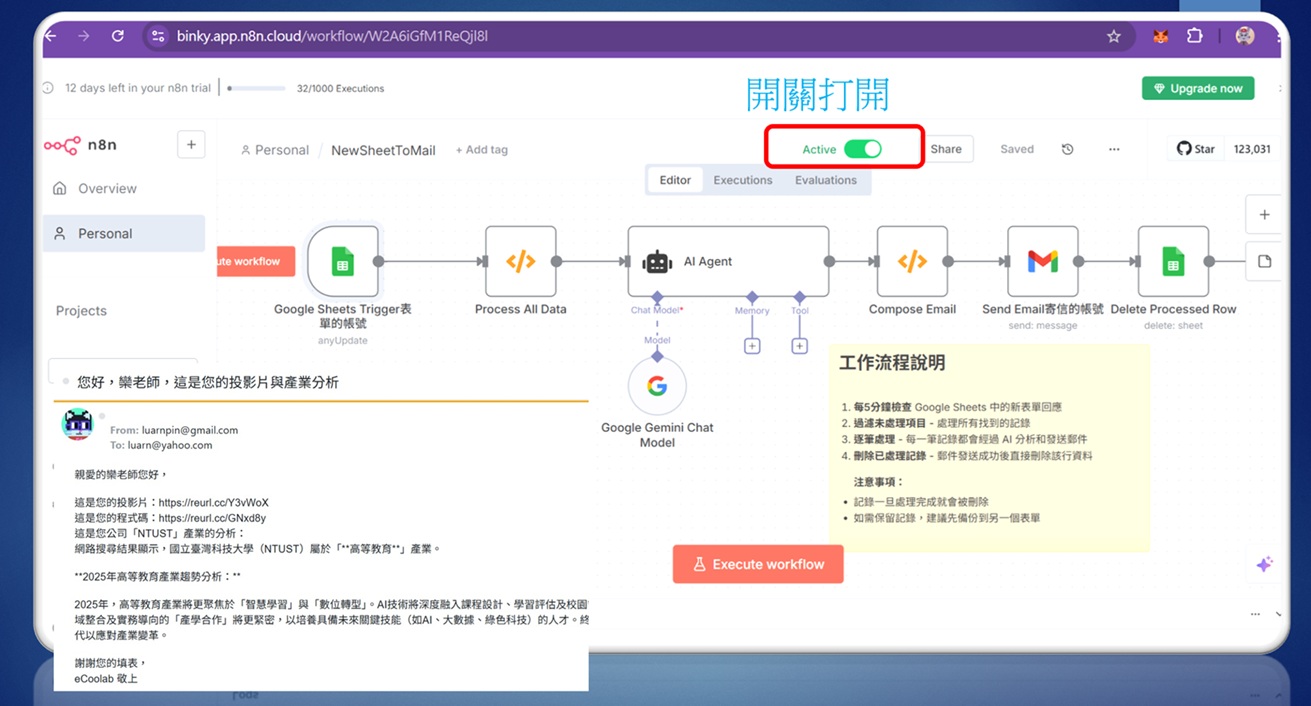 binky.app.n8n.cloud/workflow/W2A6iGfM1ReQjl8l
12 days left in your n8n trial
32/1000 Executions
開關打開
Upgrade now
n8n
Personal / NewSheetToMail
+ Add tag
Active
Share
Saved
Star
123,031
Overview
Personal
Projects
Editor
Executions
Evaluations
ute workflow
Google Sheets Trigger表
單的帳號
anyUpdate
Process All Data
AI Agent
Chat Model*
Memory
Tool
Model
Google Gemini Chat
Model
Compose Email
Send Email寄信的帳號
send: message
Delete Processed Row
delete: sheet
工作流程說明
1. 每5分鐘檢查 Google Sheets 中的新表單回應
2. 過濾未處理項目 - 處理所有找到的記錄
3. 逐筆處理 - 每一筆記錄都會經過 AI 分析和發送郵件
4. 刪除已處理記錄 - 郵件發送成功後直接刪除該行資料
注意事項：
• 記錄一旦處理完成就會被刪除
• 如需保留記錄，建議先備份到另一個表單
Execute workflow
您好，欒老師，這是您的投影片與產業分析
From: luarnpin@gmail.com
To: luarn@yahoo.com
親愛的欒老師您好，
這是您的投影片：https://reurl.cc/Y3vWoX
這是您的程式碼：https://reurl.cc/GNxd8y
這是您公司「NTUST」產業的分析：
網路搜尋結果顯示，國立臺灣科技大學（NTUST）屬於「**高等教育**」產業。
**2025年高等教育產業趨勢分析：**
2025年，高等教育產業將更聚焦於「智慧學習」與「數位轉型」。AI技術將深度融入課程設計、學習評估及校園
域整合及實務導向的「產學合作」將更緊密，以培養具備未來關鍵技能（如AI、大數據、綠色科技）的人才。終
代以應對產業變革。
謝謝您的填表，
eCoolab 敬上